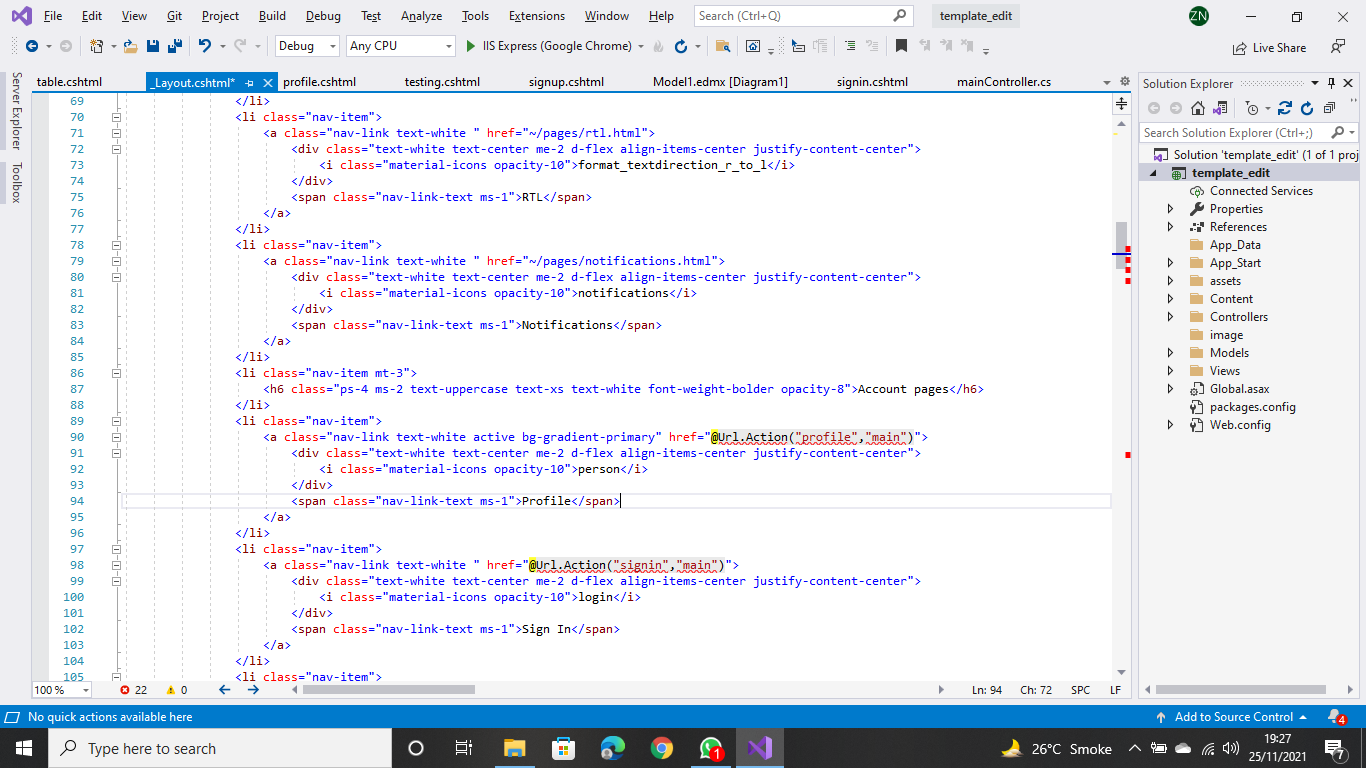 File Edit View Git Project Build Debug Test Analyze Tools Extensions Window Help Search (Ctrl+Q) template_edit ZN
Debug Any CPU IIS Express (Google Chrome) Live Share
table.cshtml _Layout.cshtml* profile.cshtml testing.cshtml signup.cshtml Model1.edmx [Diagram1] signin.cshtml mainController.cs
Server Explorer
Toolbox
69 </li>
70 <li class="nav-item">
71 <a class="nav-link text-white " href="~/pages/rtl.html">
72 <div class="text-white text-center me-2 d-flex align-items-center justify-content-center">
73 <i class="material-icons opacity-10">format_textdirection_r_to_l</i>
74 </div>
75 <span class="nav-link-text ms-1">RTL</span>
76 </a>
77 </li>
78 <li class="nav-item">
79 <a class="nav-link text-white " href="~/pages/notifications.html">
80 <div class="text-white text-center me-2 d-flex align-items-center justify-content-center">
81 <i class="material-icons opacity-10">notifications</i>
82 </div>
83 <span class="nav-link-text ms-1">Notifications</span>
84 </a>
85 </li>
86 <li class="nav-item mt-3">
87 <h6 class="ps-4 ms-2 text-uppercase text-xs text-white font-weight-bolder opacity-8">Account pages</h6>
88 </li>
89 <li class="nav-item">
90 <a class="nav-link text-white active bg-gradient-primary" href="@Url.Action("profile","main")">
91 <div class="text-white text-center me-2 d-flex align-items-center justify-content-center">
92 <i class="material-icons opacity-10">person</i>
93 </div>
94 <span class="nav-link-text ms-1">Profile</span>
95 </a>
96 </li>
97 <li class="nav-item">
98 <a class="nav-link text-white " href="@Url.Action("signin","main")">
99 <div class="text-white text-center me-2 d-flex align-items-center justify-content-center">
100 <i class="material-icons opacity-10">login</i>
101 </div>
102 <span class="nav-link-text ms-1">Sign In</span>
103 </a>
104 </li>
105 <li class="nav-item">
100 % 22 0 Ln: 94 Ch: 72 SPC LF
Solution Explorer
Search Solution Explorer (Ctrl+;)
Solution 'template_edit' (1 of 1 proj
template_edit
Connected Services
Properties
References
App_Data
App_Start
assets
Content
Controllers
image
Models
Views
Global.asax
packages.config
Web.config
No quick actions available here Add to Source Control 4
Type here to search 1 26°C Smoke 19:27
25/11/2021 7